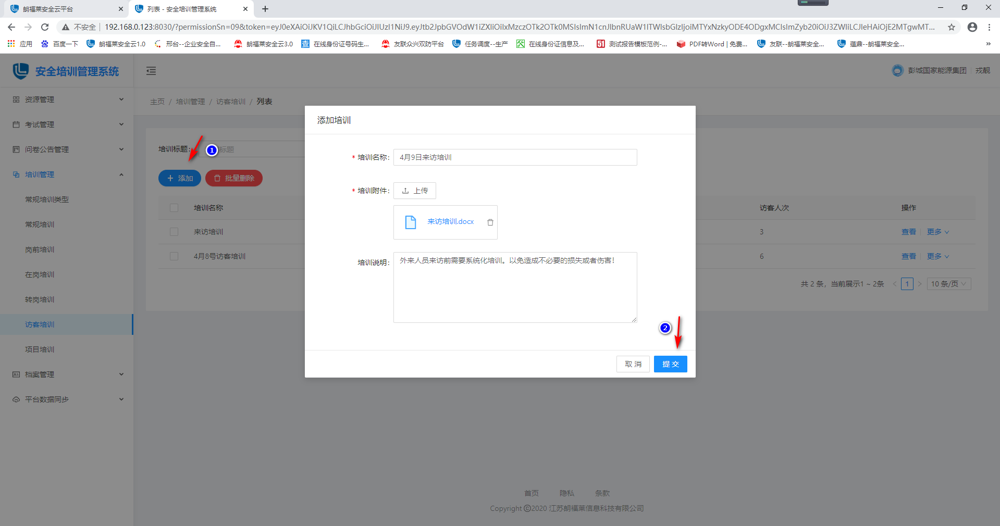 朗福莱安全云平台
列表 - 安全培训管理系统
不安全
192.168.0.123:8030/?permissionSn=09&token=eyJ0eXAiOiJKV1QiLCJhbGciOiJIUzI1NiJ9.eyJtb2JpbGVOdW1iZXIiOiIxMzczOTk2OTk0MSIsImN1cnJlbnRUaW1lTWlsbGlzIjoiMTYxNzkyODE4ODgxMCIsImZyb20iOiJ3ZWIiLCJleHAiOjE2MTgwMT...
应用
百度一下
朗福莱安全云1.0
邢台--企业安全自...
朗福莱安全云3.0
查
在线身份证号码生...
友联众兴双防平台
任务调度--生产
在线身份证信息及...
51
测试报告模板范例-...
PDF转Word | 免费...
友联--朗福莱安全...
蕴鼎--朗福莱安全...
安全培训管理系统
彭城国家能源集团
戎靓
资源管理
考试管理
问卷公告管理
培训管理
常规培训类型
常规培训
岗前培训
在岗培训
转岗培训
访客培训
项目培训
档案管理
平台数据同步
主页 / 培训管理 / 访客培训 / 列表
培训标题:
1
标题
+ 添加
批量删除
培训名称
访客人次
操作
来访培训
3
查看
更多
4月8号访客培训
6
查看
更多
共 2 条，当前展示1 ~ 2条
< 1 >
10 条/页
添加培训
* 培训名称:
4月9日来访培训
* 培训附件:
上传
来访培训.docx
培训说明:
外来人员来访前需要系统化培训。以免造成不必要的损失或者伤害！
2
取 消
提 交
首页
隐私
条款
Copyright ©2020 江苏朗福莱信息科技有限公司